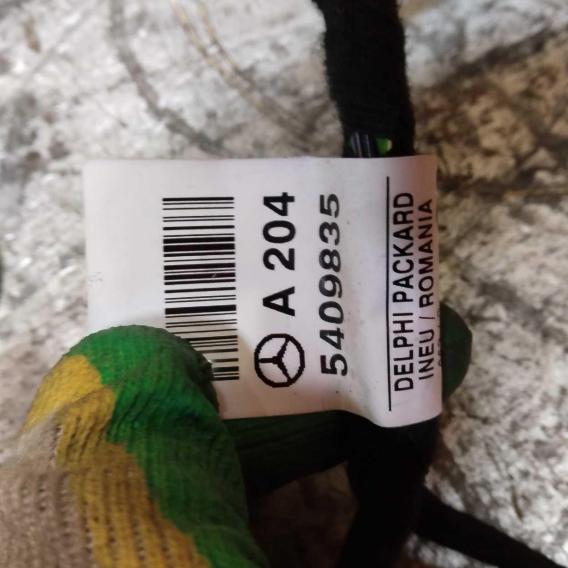 A 204
5409835
DELPHI PACKARD
INEU / ROMANIA